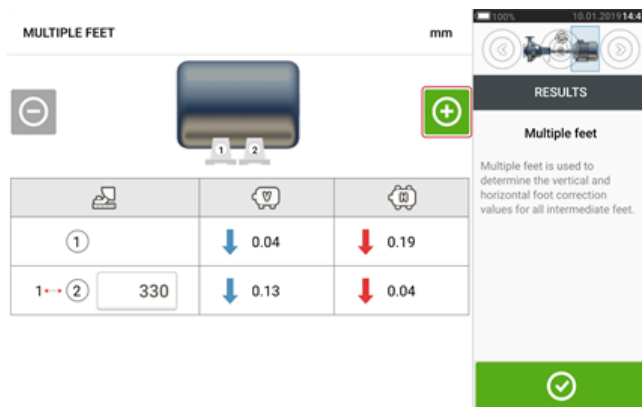 MULTIPLE FEET
mm
1
2
V
H
1
0.04
0.19
1 2
330
0.13
0.04
100%
10.01.2019 14:4
RESULTS
Multiple feet
Multiple feet is used to
determine the vertical and
horizontal foot correction
values for all intermediate feet.